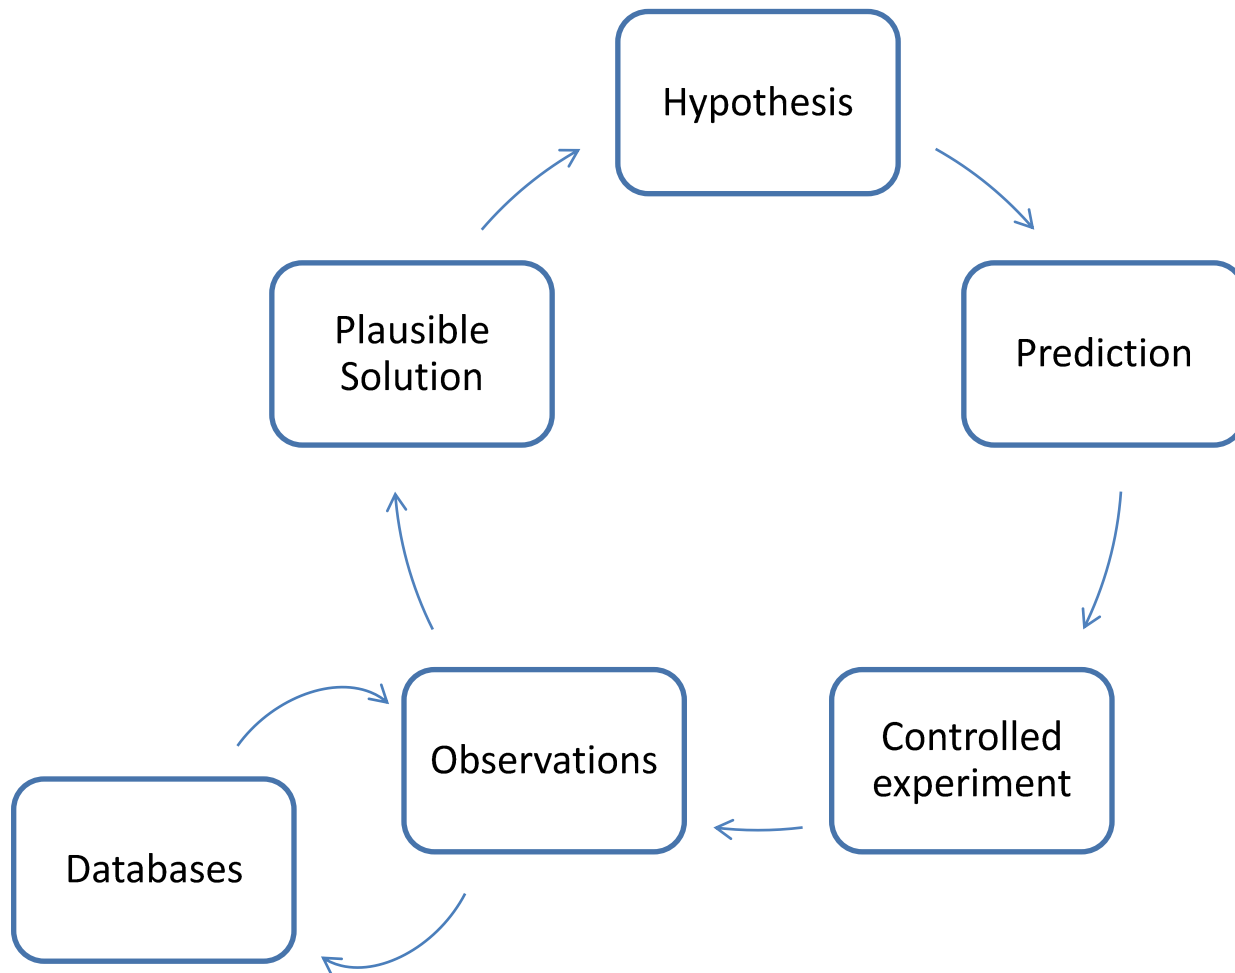 Hypothesis
Prediction
Controlled
experiment
Observations
Databases
Plausible
Solution